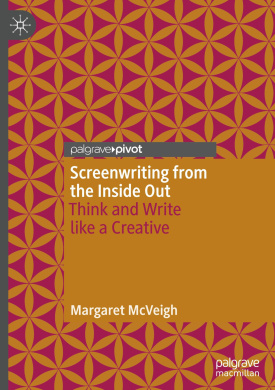 palgrave▸pivot
Screenwriting from
the Inside Out
Think and Write
like a Creative
Margaret McVeigh
palgrave
macmillan